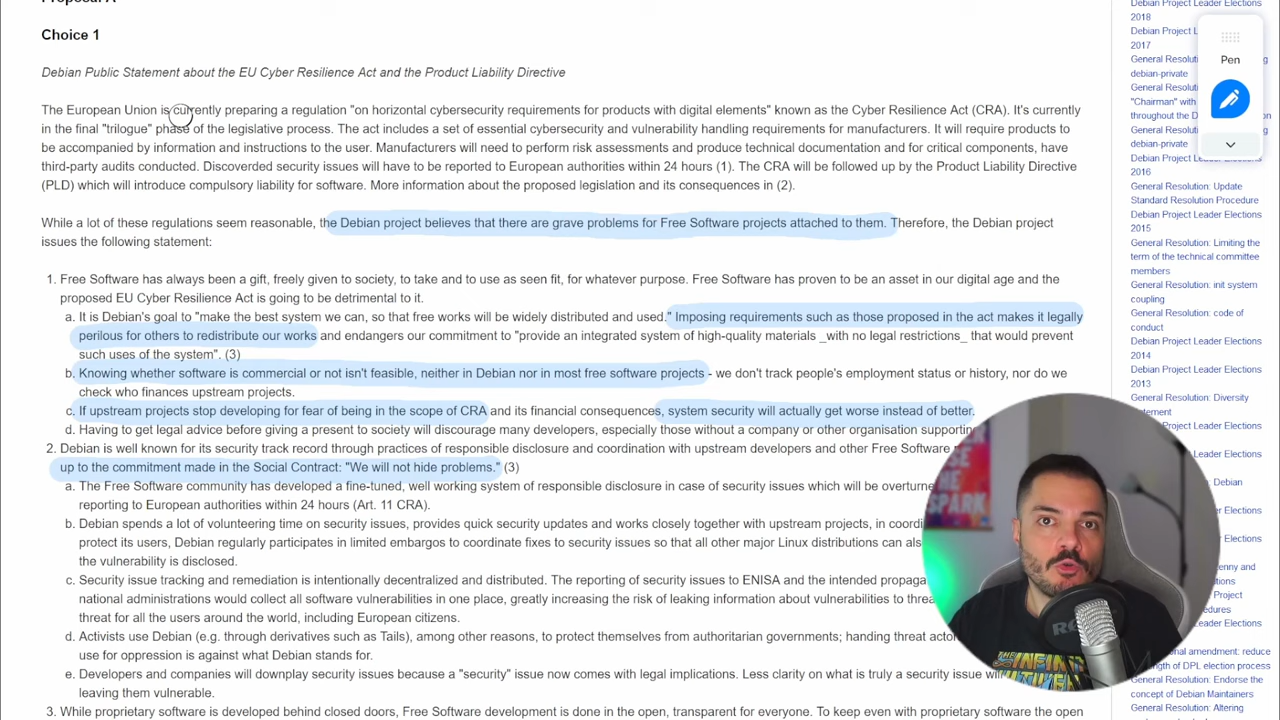 Choice 1
Debian Public Statement about the EU Cyber Resilience Act and the Product Liability Directive
The European Union is currently preparing a regulation "on horizontal cybersecurity requirements for products with digital elements" known as the Cyber Resilience Act (CRA). It's currently
in the final "trilogue" phase of the legislative process. The act includes a set of essential cybersecurity and vulnerability handling requirements for manufacturers. It will require products to
be accompanied by information and instructions to the user. Manufacturers will need to perform risk assessments and produce technical documentation and for critical components, have
third-party audits conducted. Discoverded security issues will have to be reported to European authorities within 24 hours (1). The CRA will be followed up by the Product Liability Directive
(PLD) which will introduce compulsory liability for software. More information about the proposed legislation and its consequences in (2).
While a lot of these regulations seem reasonable, the Debian project believes that there are grave problems for Free Software projects attached to them. Therefore, the Debian project
issues the following statement:
1. Free Software has always been a gift, freely given to society, to take and to use as seen fit, for whatever purpose. Free Software has proven to be an asset in our digital age and the
proposed EU Cyber Resilience Act is going to be detrimental to it.
a. It is Debian's goal to "make the best system we can, so that free works will be widely distributed and used." Imposing requirements such as those proposed in the act makes it legally
perilous for others to redistribute our works and endangers our commitment to "provide an integrated system of high-quality materials _with no legal restrictions_ that would prevent
such uses of the system". (3)
b. Knowing whether software is commercial or not isn't feasible, neither in Debian nor in most free software projects - we don't track people's employment status or history, nor do we
check who finances upstream projects.
c. If upstream projects stop developing for fear of being in the scope of CRA and its financial consequences, system security will actually get worse instead of better.
d. Having to get legal advice before giving a present to society will discourage many developers, especially those without a company or other organisation supporting
2. Debian is well known for its security track record through practices of responsible disclosure and coordination with upstream developers and other Free Software
up to the commitment made in the Social Contract: "We will not hide problems." (3)
a. The Free Software community has developed a fine-tuned, well working system of responsible disclosure in case of security issues which will be overturned
reporting to European authorities within 24 hours (Art. 11 CRA).
b. Debian spends a lot of volunteering time on security issues, provides quick security updates and works closely together with upstream projects, in
protect its users, Debian regularly participates in limited embargos to coordinate fixes to security issues so that all other major Linux distributions can
the vulnerability is disclosed.
c. Security issue tracking and remediation is intentionally decentralized and distributed. The reporting of security issues to ENISA and the intended
national administrations would collect all software vulnerabilities in one place, greatly increasing the risk of leaking information about vulnerabilities to
threat for all the users around the world, including European citizens.
d. Activists use Debian (e.g. through derivatives such as Tails), among other reasons, to protect themselves from authoritarian governments; handing threat
use for oppression is against what Debian stands for.
e. Developers and companies will downplay security issues because a "security" issue now comes with legal implications. Less clarity on what is truly a security issue
leaving them vulnerable.
3. While proprietary software is developed behind closed doors, Free Software development is done in the open, transparent for everyone. To keep even with proprietary software the open
Debian Project Leader Elections
2018
Debian Project
2017
General Resolution:
debian-private
General
"Chairman" with
throughout the
General
debian-private
Debian Project
2016
General Resolution: Update
Standard Resolution Procedure
Debian Project Leader Elections
2015
General Resolution: Limiting the
term of the technical committee
members
General Resolution: init system
coupling
General Resolution: code of
conduct
Debian Project Leader Elections
2014
Debian Project Leader Elections
2013
General Resolution: Diversity
Leader Elections
Debian
Leader Elections
Leader Elections
Project
Leader Elections
amendment: reduce
of DPL election process
General Resolution: Endorse the
concept of Debian Maintainers
General Resolution: Altering
Pen
THE
SPARK
THE
INFINITY